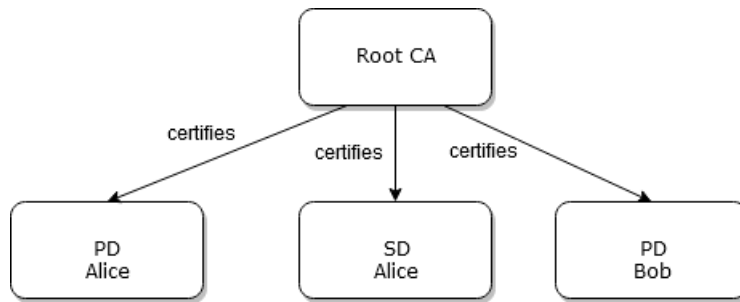 Root CA
certifies
certifies
certifies
PD
Alice
SD
Alice
PD
Bob